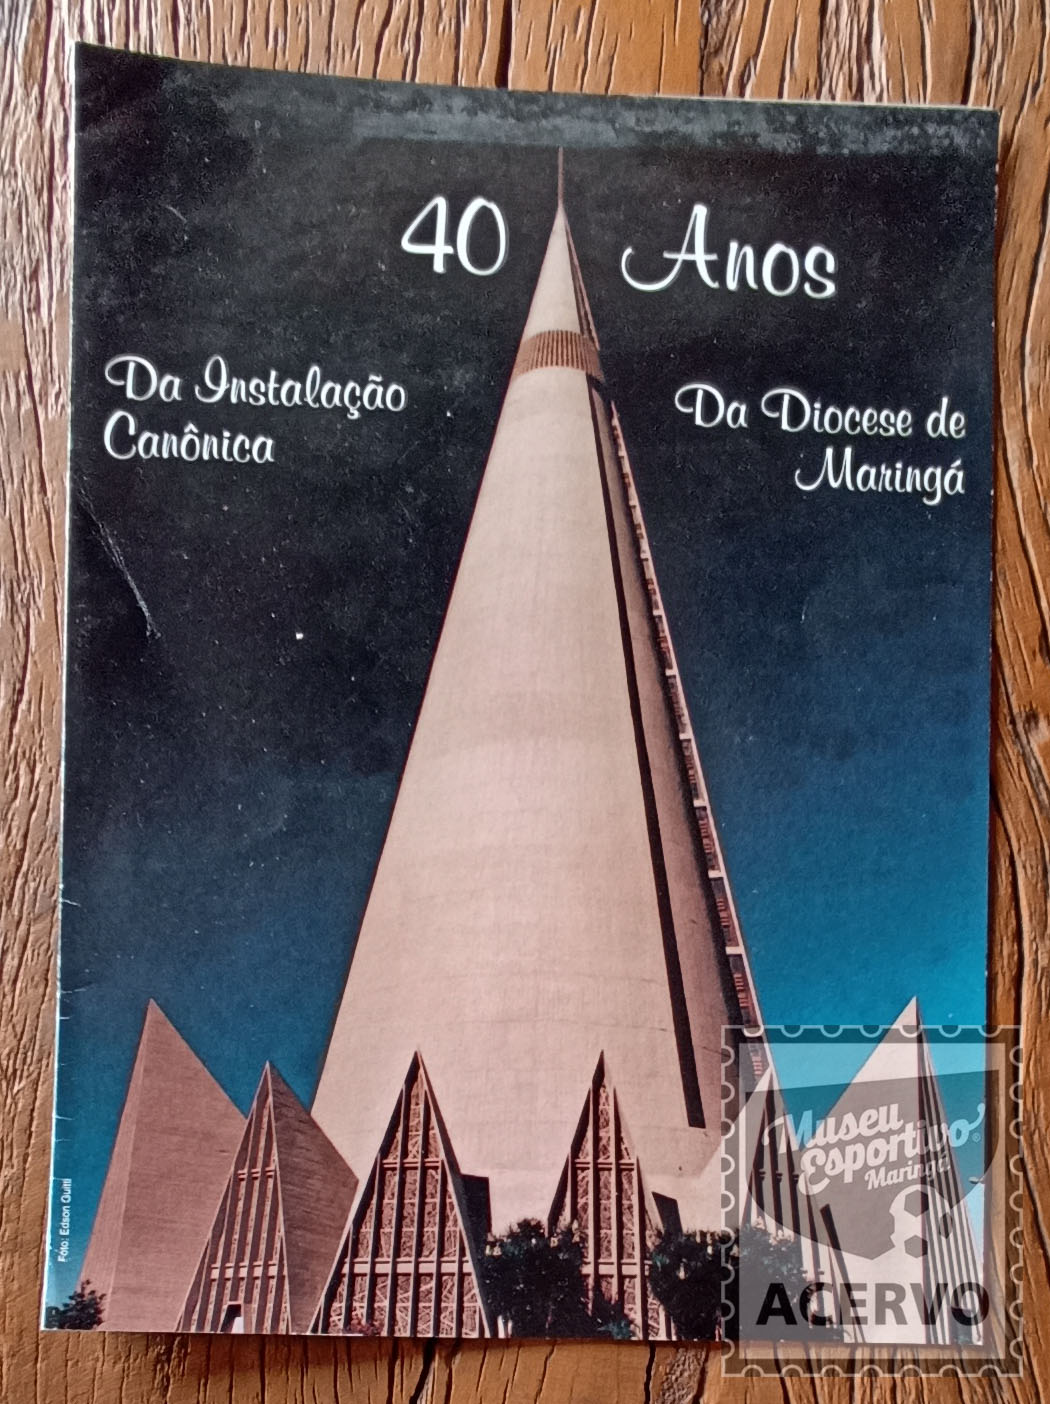 40 Anos
Da Instalação
Canônica
Da Diocese de
Maringá
Foto: Edson Guitti
Museu
Esportivo
Maringá
ACERVO